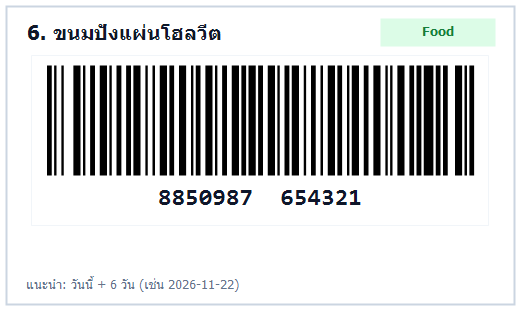 6. ขนมปังแผ่นโฮลวีต
Food
8850987 654321
แนะนำ: วันนี้ + 6 วัน (เช่น 2026-11-22)